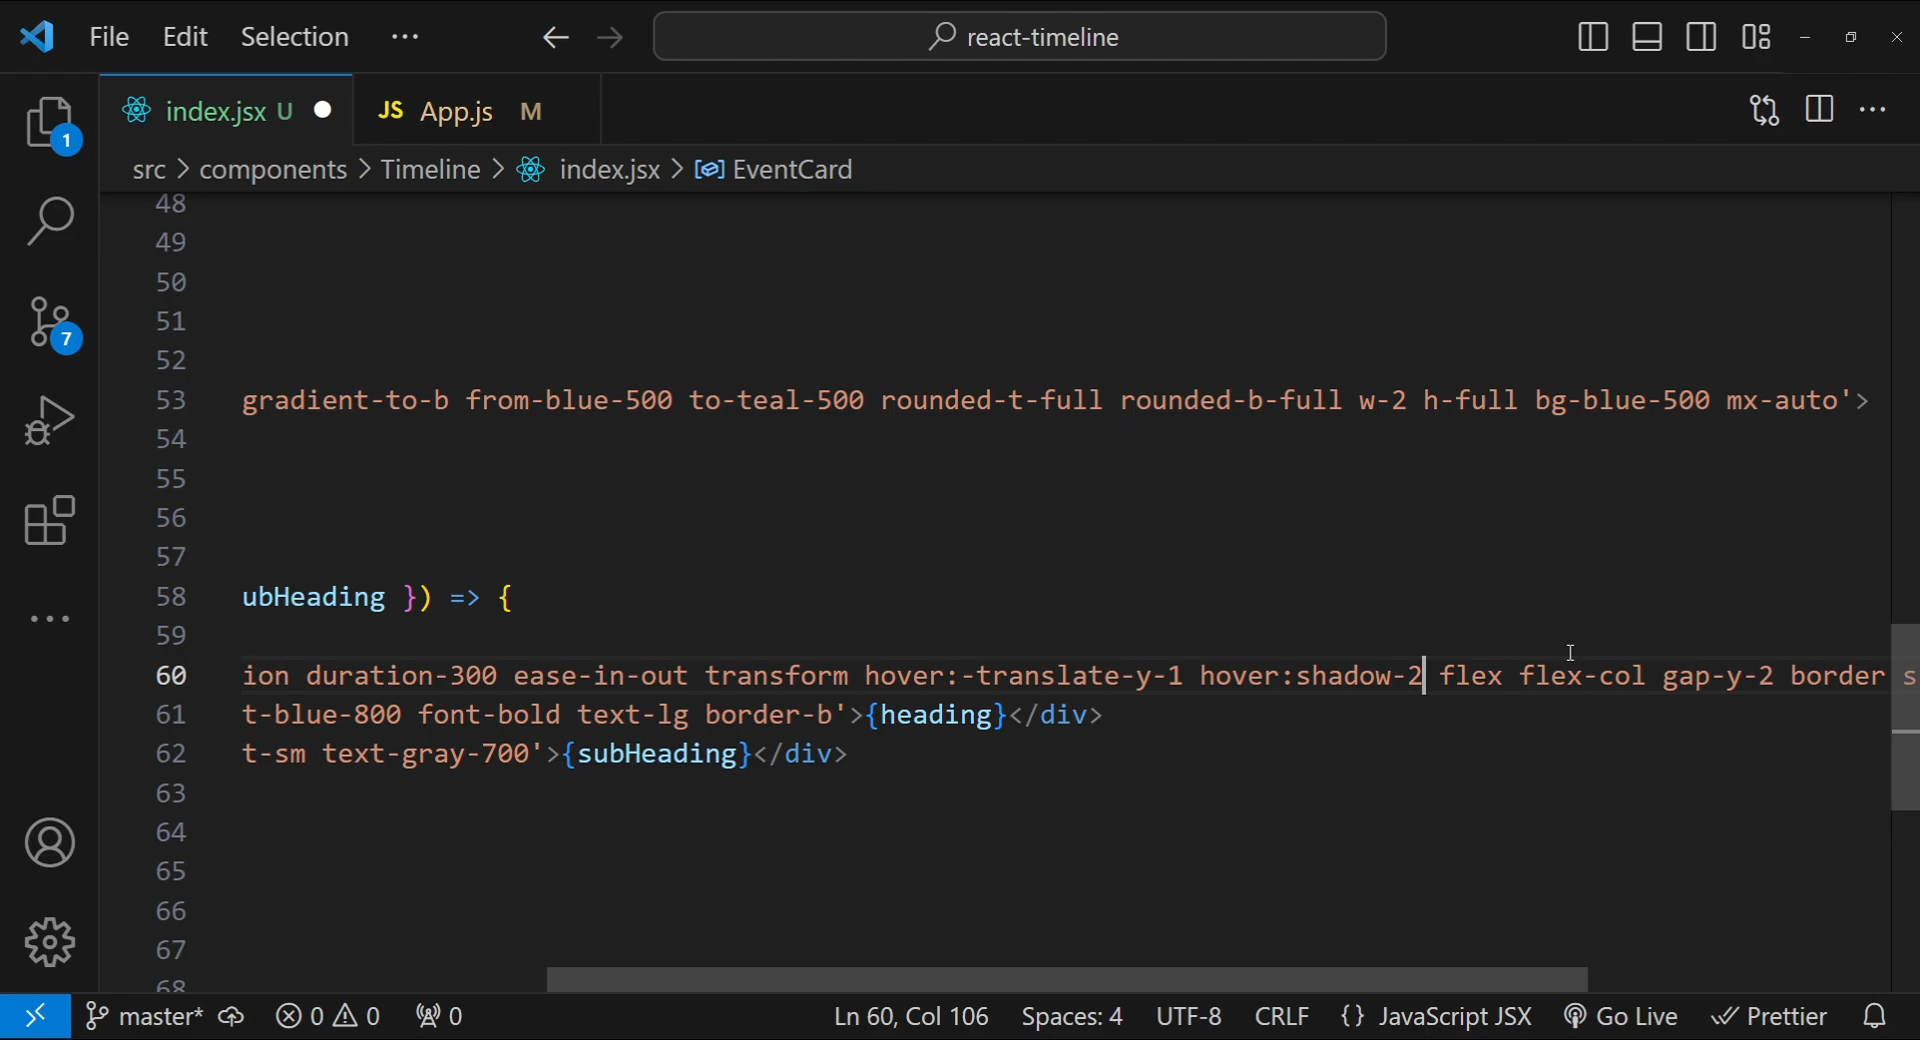 File Edit Selection ··· react-timeline
index.jsx U JS App.js M
src > components > Timeline > index.jsx > EventCard
48
49
50
51
52
53 gradient-to-b from-blue-500 to-teal-500 rounded-t-full rounded-b-full w-2 h-full bg-blue-500 mx-auto'>
54
55
56
57
58 ubHeading }) => {
59
60 ion duration-300 ease-in-out transform hover:-translate-y-1 hover:shadow-2 flex flex-col gap-y-2 border s
61 t-blue-800 font-bold text-lg border-b'>{heading}</div>
62 t-sm text-gray-700'>{subHeading}</div>
63
64
65
66
67
68
1
7
master* 0 0 0 Ln 60, Col 106 Spaces: 4 UTF-8 CRLF {} JavaScript JSX Go Live Prettier